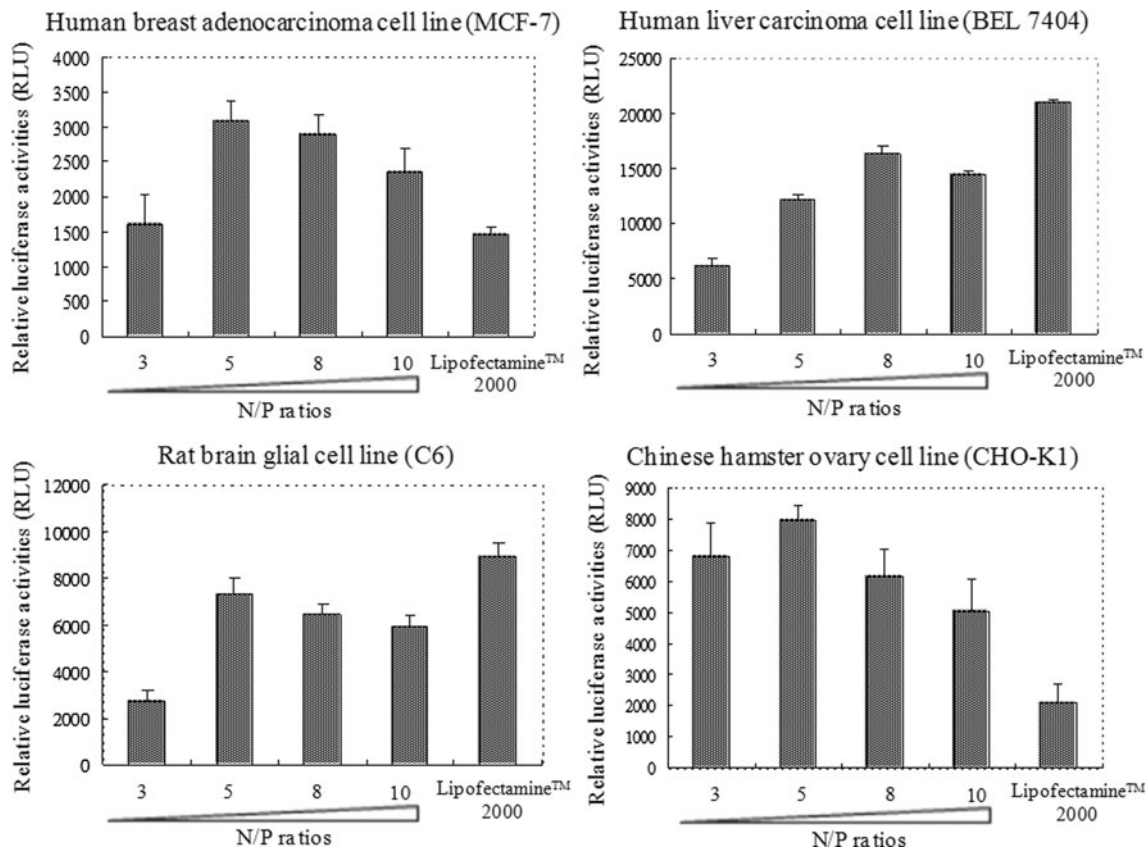 Human breast adenocarcinoma cell line (MCF-7)
Relative luciferase activities (RLU)
4000
3500
3000
2500
2000
1500
1000
500
0
3 5 8 10 Lipofectamine™
2000
N/P ratios
Human liver carcinoma cell line (BEL 7404)
Relative luciferase activities (RLU)
25000
20000
15000
10000
5000
0
3 5 8 10 Lipofectamine™
2000
N/P ratios
Rat brain glial cell line (C6)
Relative luciferase activities (RLU)
12000
10000
8000
6000
4000
2000
0
3 5 8 10 Lipofectamine™
2000
N/P ratios
Chinese hamster ovary cell line (CHO-K1)
Relative luciferase activities (RLU)
9000
8000
7000
6000
5000
4000
3000
2000
1000
0
3 5 8 10 Lipofectamine™
2000
N/P ratios